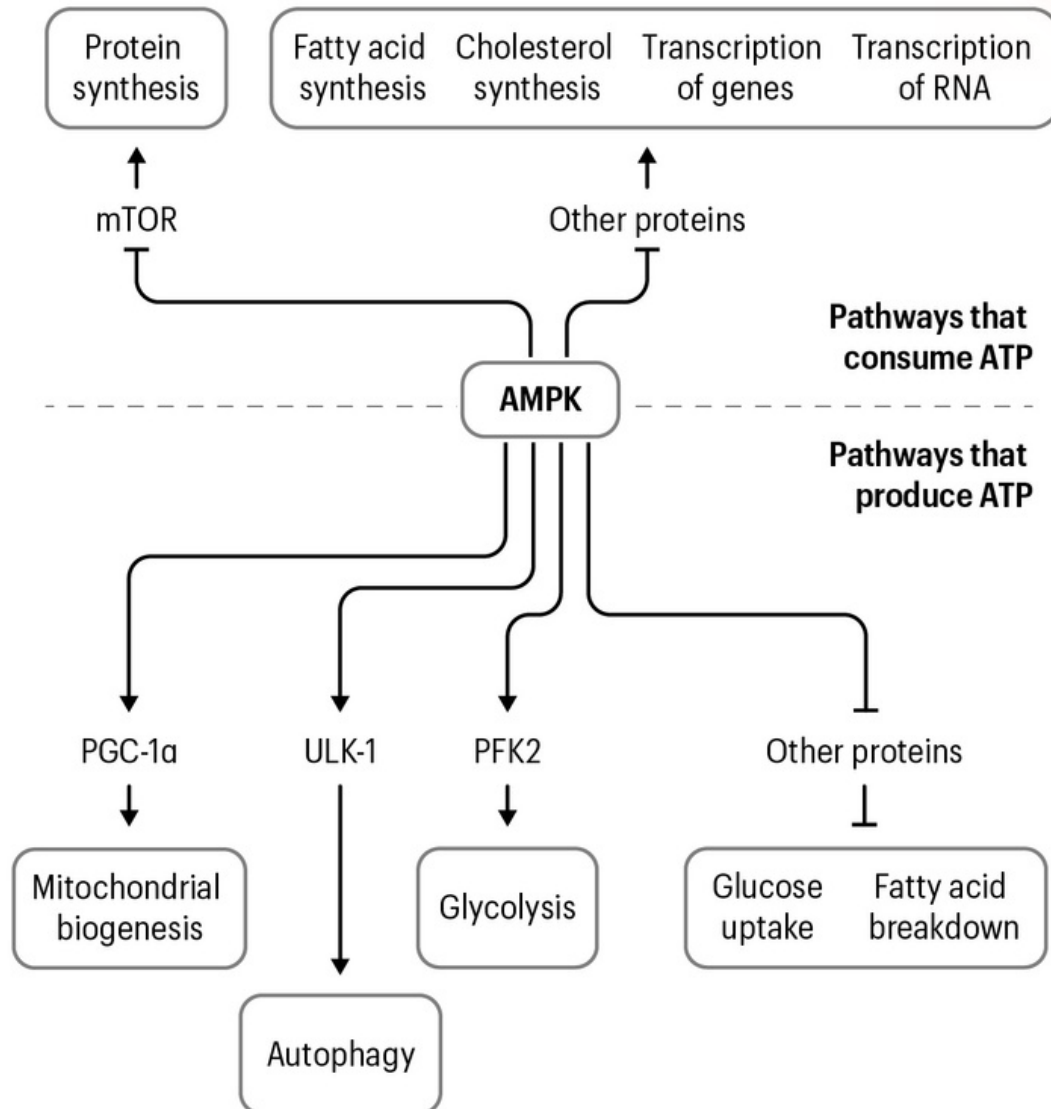 Protein
synthesis
Fatty acid
synthesis
Cholesterol
synthesis
Transcription
of genes
Transcription
of RNA
mTOR
Other proteins
Pathways that
consume ATP
AMPK
Pathways that
produce ATP
PGC-1α
ULK-1
PFK2
Other proteins
Mitochondrial
biogenesis
Glycolysis
Glucose
uptake
Fatty acid
breakdown
Autophagy